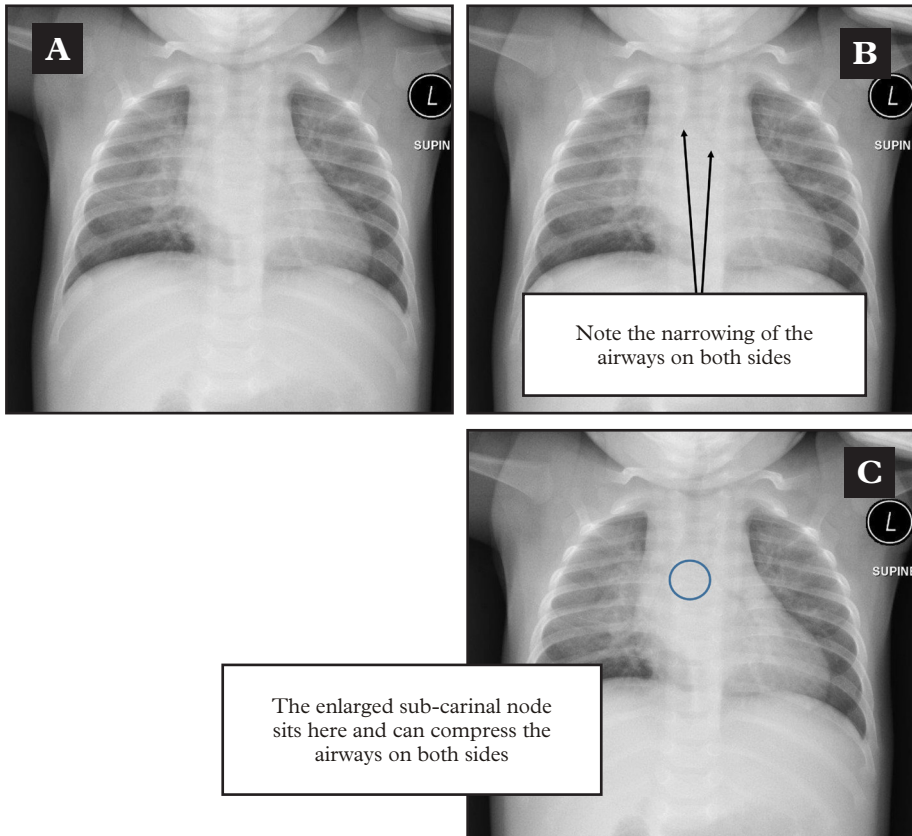 A
L
SUPIN
B
L
SUPIN
Note the narrowing of the
airways on both sides
C
L
SUPINE
The enlarged sub-carinal node
sits here and can compress the
airways on both sides